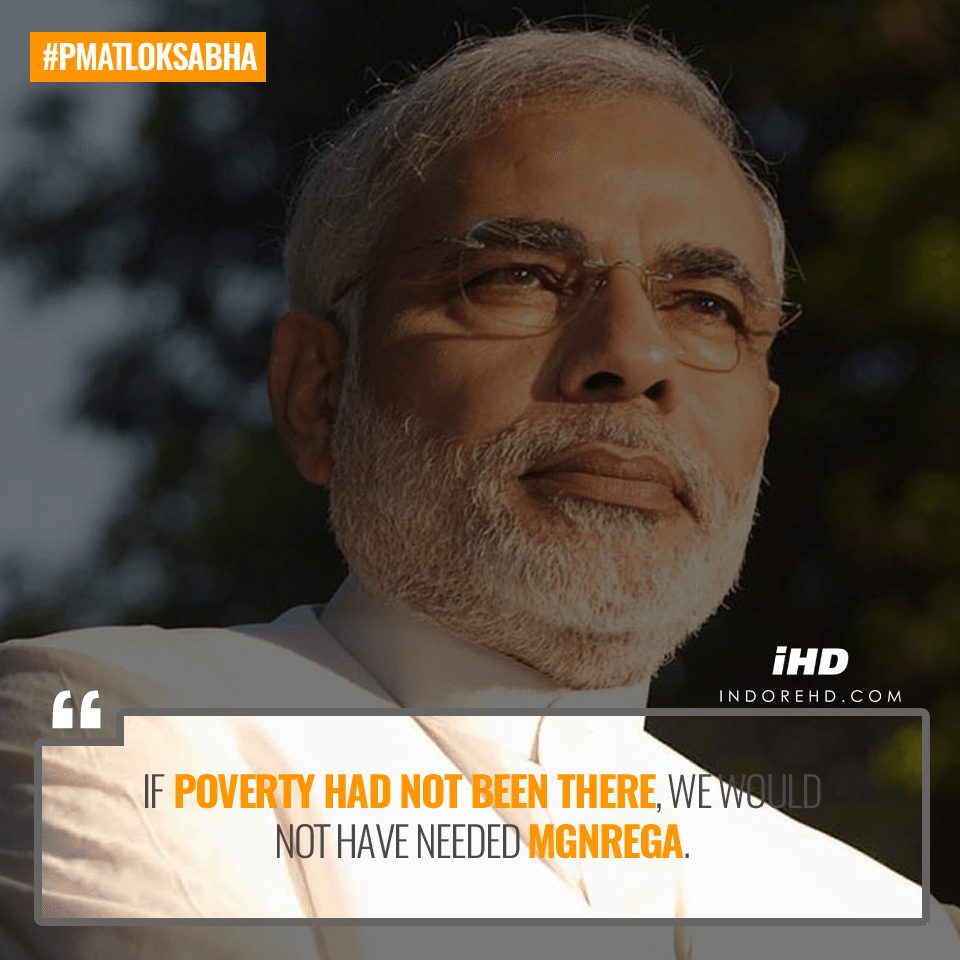 #PMATLOKSABHA
iHD
INDOREHD.COM
“
IF POVERTY HAD NOT BEEN THERE, WE WOULD
NOT HAVE NEEDED MGNREGA.